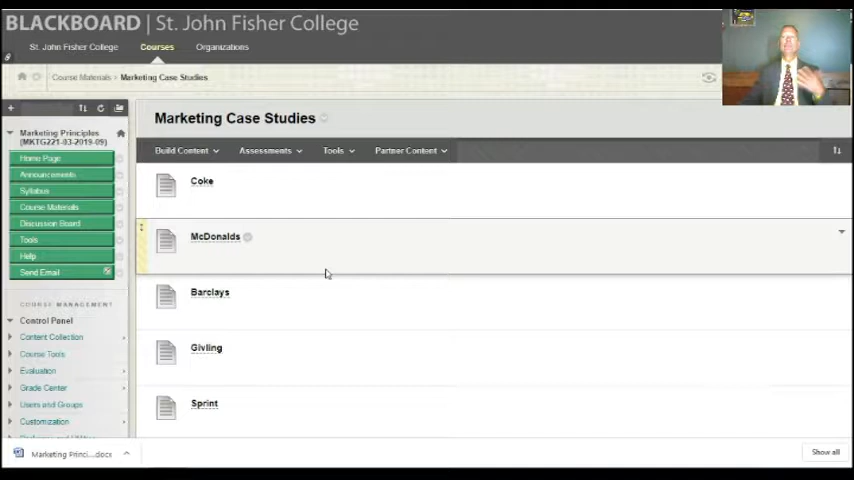 BLACKBOARD | St. John Fisher College
St. John Fisher College Courses Organizations
Course Materials › Marketing Case Studies
Marketing Principles
(MKTG221-03-2019-09)
Home Page
Announcements
Syllabus
Course Materials
Discussion Board
Tools
Help
Send Email
COURSE MANAGEMENT
Control Panel
Content Collection
Course Tools
Evaluation
Grade Center
Users and Groups
Customization
Marketing Case Studies
Build Content Assessments Tools Partner Content
Coke
McDonalds
Barclays
Givling
Sprint
Marketing Princi....docx
Show all